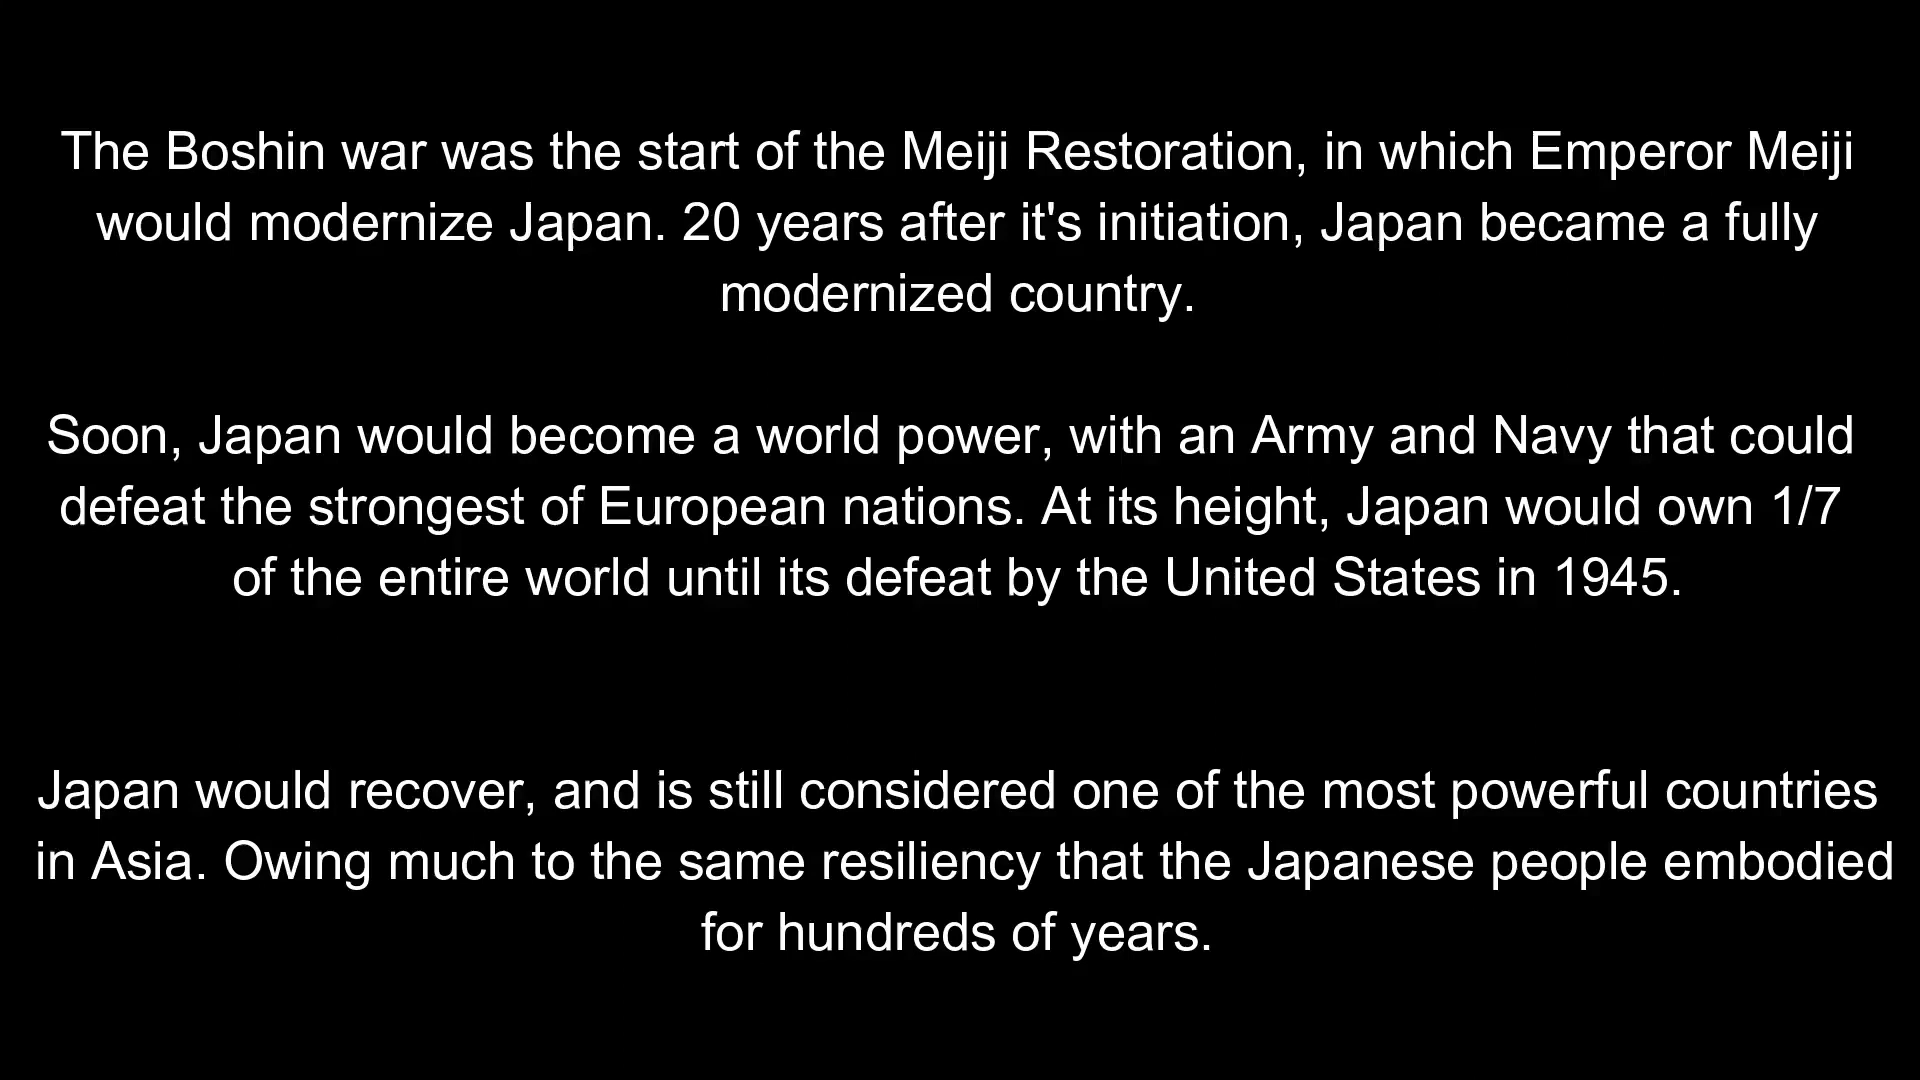 The Boshin war was the start of the Meiji Restoration, in which Emperor Meiji
would modernize Japan. 20 years after it's initiation, Japan became a fully
modernized country.
Soon, Japan would become a world power, with an Army and Navy that could
defeat the strongest of European nations. At its height, Japan would own 1/7
of the entire world until its defeat by the United States in 1945.
Japan would recover, and is still considered one of the most powerful countries
in Asia. Owing much to the same resiliency that the Japanese people embodied
for hundreds of years.